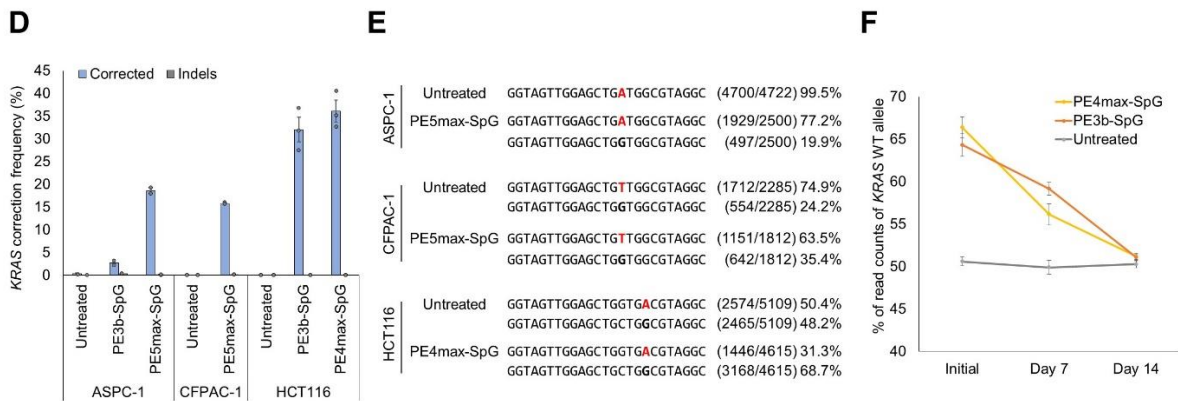 D
KRAS correction frequency (%)
45
40
35
30
25
20
15
10
5
0
Corrected
Indels
Untreated
PE3b-SpG
PE5max-SpG
Untreated
PE5max-SpG
Untreated
PE3b-SpG
PE4max-SpG
ASPC-1
CFPAC-1
HCT116
E
ASPC-1
Untreated GGTAGTTGGAGCTGATGGCGTAGGC (4700/4722) 99.5%
PE5max-SpG GGTAGTTGGAGCTGATGGCGTAGGC (1929/2500) 77.2%
GGTAGTTGGAGCTGGTGGCGTAGGC (497/2500) 19.9%
CFPAC-1
Untreated GGTAGTTGGAGCTGTTGGCGTAGGC (1712/2285) 74.9%
GGTAGTTGGAGCTGGTGGCGTAGGC (554/2285) 24.2%
PE5max-SpG GGTAGTTGGAGCTGTTGGCGTAGGC (1151/1812) 63.5%
GGTAGTTGGAGCTGGTGGCGTAGGC (642/1812) 35.4%
HCT116
Untreated GGTAGTTGGAGCTGGTGACGTAGGC (2574/5109) 50.4%
GGTAGTTGGAGCTGCTGGCGTAGGC (2465/5109) 48.2%
PE4max-SpG GGTAGTTGGAGCTGGTGACGTAGGC (1446/4615) 31.3%
GGTAGTTGGAGCTGCTGGCGTAGGC (3168/4615) 68.7%
F
% of read counts of KRAS WT allele
70
65
60
55
50
45
40
PE4max-SpG
PE3b-SpG
Untreated
Initial
Day 7
Day 14